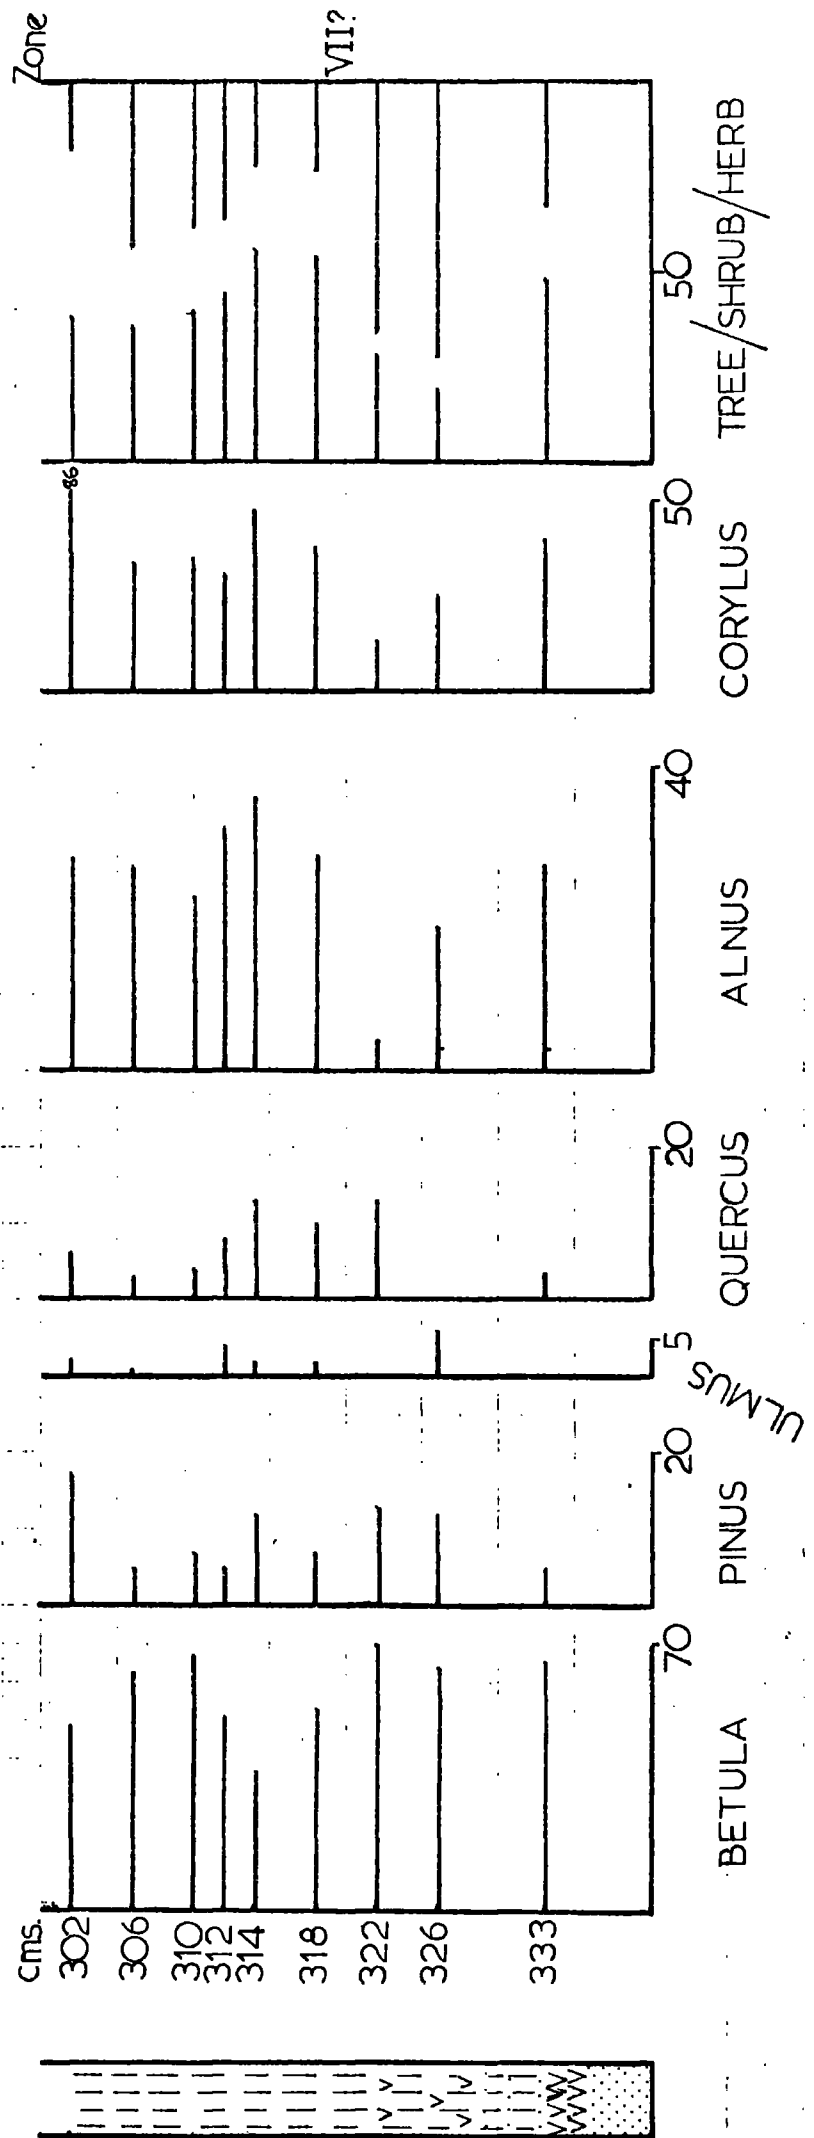 Cms.
302
306
310
312
314
318
322
326
333
70
BETULA
20
PINUS
5
ULMUS
20
QUERCUS
40
ALNUS
86
50
CORYLUS
50
TREE/SHRUB/HERB
Zone
VII?